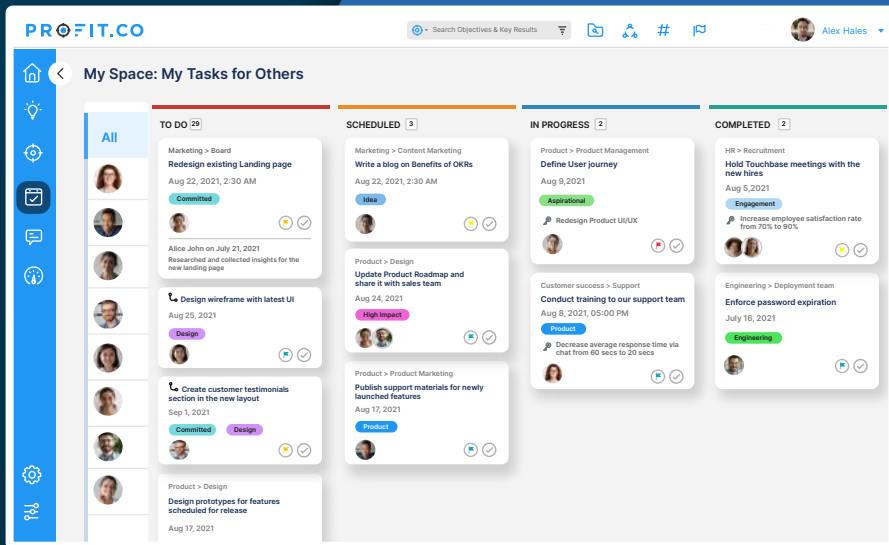 PROFIT.CO
Search Objectives & Key Results
#
Alex Hales
My Space: My Tasks for Others
All
TO DO 29
Marketing > Board
Redesign existing Landing page
Aug 22, 2021, 2:30 AM
Committed
Alice John on July 21, 2021
Researched and collected insights for the
new landing page
Design wireframe with latest UI
Aug 25, 2021
Design
Create customer testimonials
section in the new layout
Sep 1, 2021
Committed Design
Product > Design
Design prototypes for features
scheduled for release
Aug 17, 2021
SCHEDULED 3
Marketing > Content Marketing
Write a blog on Benefits of OKRs
Aug 22, 2021, 2:30 AM
Idea
Product > Design
Update Product Roadmap and
share it with sales team
Aug 24, 2021
High Impact
Product > Product Marketing
Publish support materials for newly
launched features
Aug 17, 2021
Product
IN PROGRESS 2
Product > Product Management
Define User journey
Aug 9,2021
Aspirational
Redesign Product UI/UX
Customer success > Support
Conduct training to our support team
Aug 8, 2021, 05:00 PM
Product
Decrease average response time via
chat from 60 secs to 20 secs
COMPLETED 2
HR > Recruitment
Hold Touchbase meetings with the
new hires
Aug 5,2021
Engagement
Increase employee satisfaction rate
from 70% to 90%
Engineering > Deployment team
Enforce password expiration
July 16, 2021
Engineering